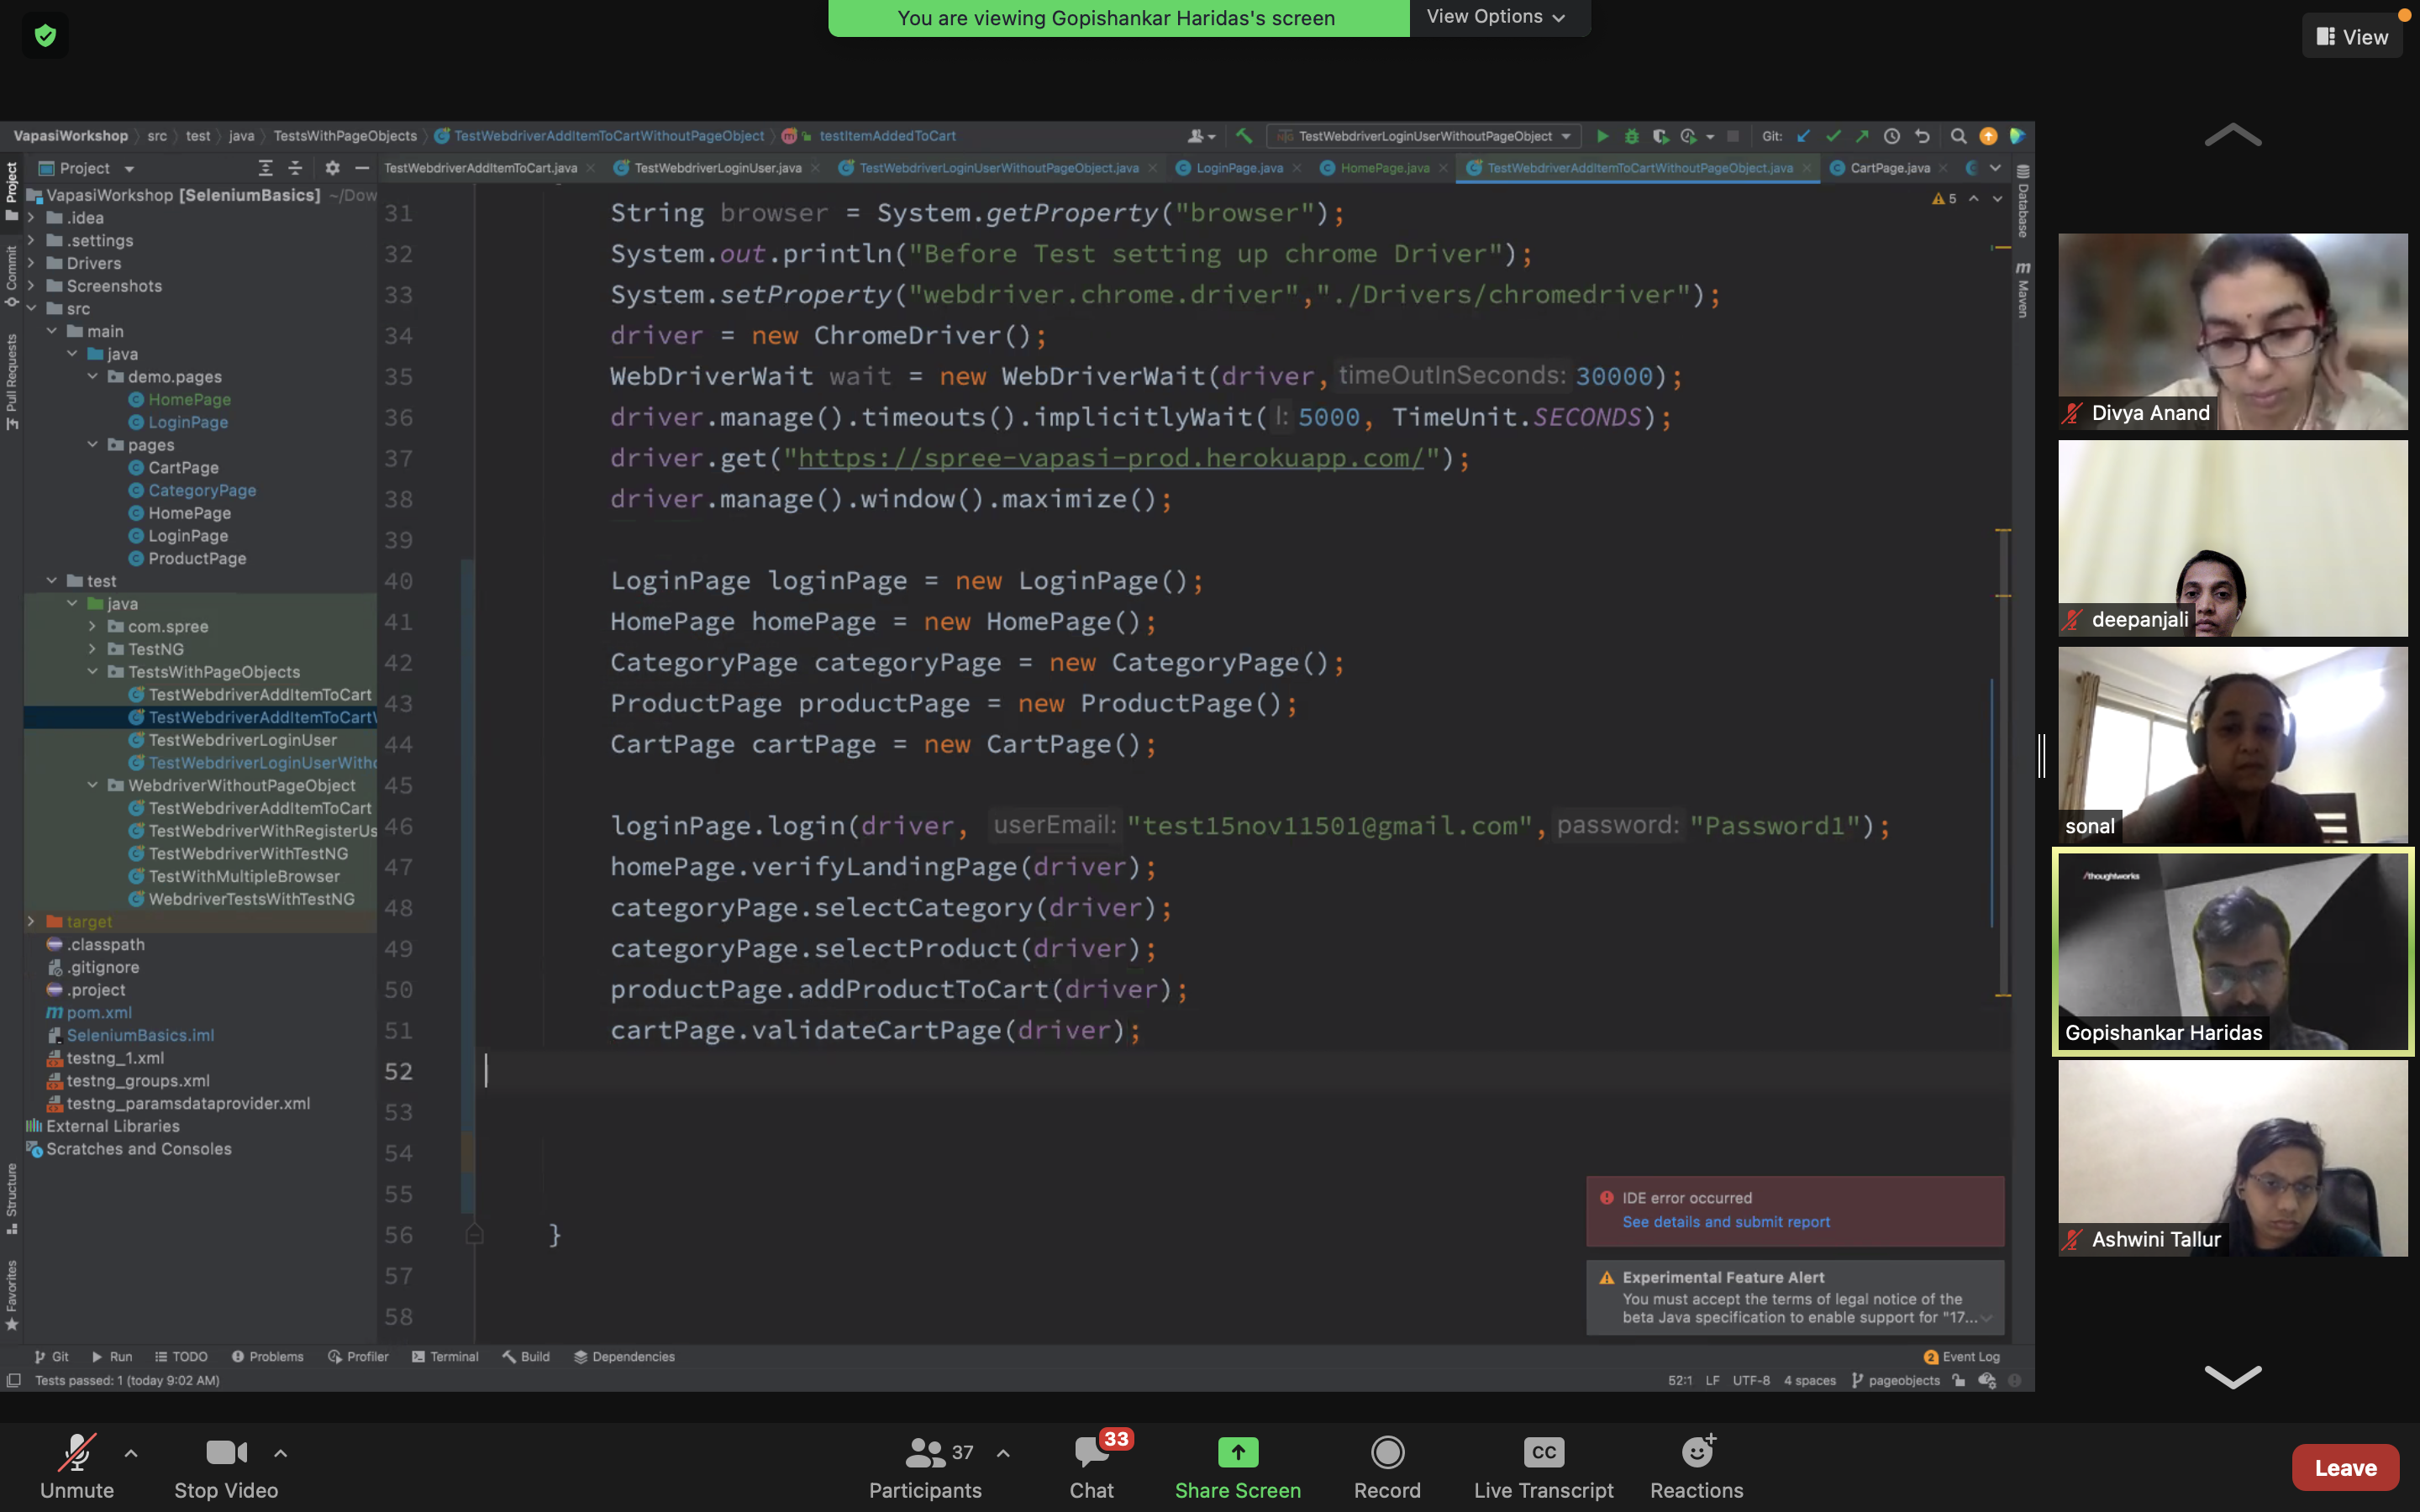 You are viewing Gopishankar Haridas's screen
View Options
View
VapasiWorkshop src test java TestsWithPageObjects TestWebdriverAddItemToCartWithoutPageObject testItemAddedToCart
TestWebdriverLoginUserWithoutPageObject
Git:
Project
TestWebdriverAddItemToCart.java
TestWebdriverLoginUser.java
TestWebdriverLoginUserWithoutPageObject.java
LoginPage.java
HomePage.java
TestWebdriverAddItemToCartWithoutPageObject.java
CartPage.java
Project
Commit
Pull Requests
Structure
Favorites
Database
Maven
5
VapasiWorkshop [SeleniumBasics] ~/Dow
.idea
.settings
Drivers
Screenshots
src
main
java
demo.pages
HomePage
LoginPage
pages
CartPage
CategoryPage
HomePage
LoginPage
ProductPage
test
java
com.spree
TestNG
TestsWithPageObjects
TestWebdriverAddItemToCart
TestWebdriverAddItemToCartW
TestWebdriverLoginUser
TestWebdriverLoginUserWitho
WebdriverWithoutPageObject
TestWebdriverAddItemToCart
TestWebdriverWithRegisterUs
TestWebdriverWithTestNG
TestWithMultipleBrowser
WebdriverTestsWithTestNG
target
.classpath
.gitignore
.project
pom.xml
SeleniumBasics.iml
testng_1.xml
testng_groups.xml
testng_paramsdataprovider.xml
External Libraries
Scratches and Consoles
31 String browser = System.getProperty("browser");
32 System.out.println("Before Test setting up chrome Driver");
33 System.setProperty("webdriver.chrome.driver","./Drivers/chromedriver");
34 driver = new ChromeDriver();
35 WebDriverWait wait = new WebDriverWait(driver, timeOutInSeconds: 30000);
36 driver.manage().timeouts().implicitlyWait( l: 5000, TimeUnit.SECONDS);
37 driver.get("https://spree-vapasi-prod.herokuapp.com/");
38 driver.manage().window().maximize();
39
40 LoginPage loginPage = new LoginPage();
41 HomePage homePage = new HomePage();
42 CategoryPage categoryPage = new CategoryPage();
43 ProductPage productPage = new ProductPage();
44 CartPage cartPage = new CartPage();
45
46 loginPage.login(driver, userEmail: "test15nov11501@gmail.com", password: "Password1");
47 homePage.verifyLandingPage(driver);
48 categoryPage.selectCategory(driver);
49 categoryPage.selectProduct(driver);
50 productPage.addProductToCart(driver);
51 cartPage.validateCartPage(driver);
52
53
54
55
56 }
57
58
IDE error occurred
See details and submit report
Experimental Feature Alert
You must accept the terms of legal notice of the
beta Java specification to enable support for "17...
Git Run TODO Problems Profiler Terminal Build Dependencies
2 Event Log
Tests passed: 1 (today 9:02 AM)
52:1 LF UTF-8 4 spaces pageobjects
Divya Anand
deepanjali
sonal
/thoughtworks
Gopishankar Haridas
Ashwini Tallur
Unmute
Stop Video
37
Participants
33
Chat
Share Screen
Record
CC
Live Transcript
Reactions
Leave